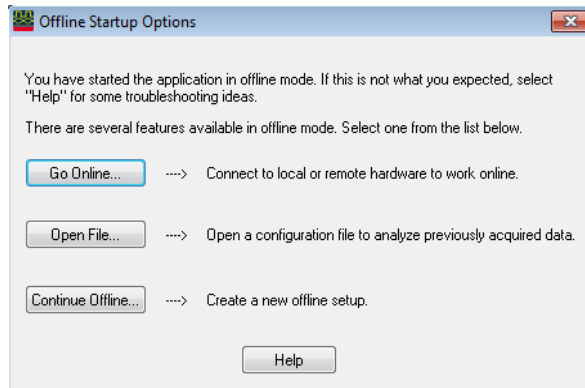 Offline Startup Options
You have started the application in offline mode. If this is not what you expected, select
"Help" for some troubleshooting ideas.
There are several features available in offline mode. Select one from the list below.
Go Online... ----> Connect to local or remote hardware to work online.
Open File... ----> Open a configuration file to analyze previously acquired data.
Continue Offline... ----> Create a new offline setup.
Help